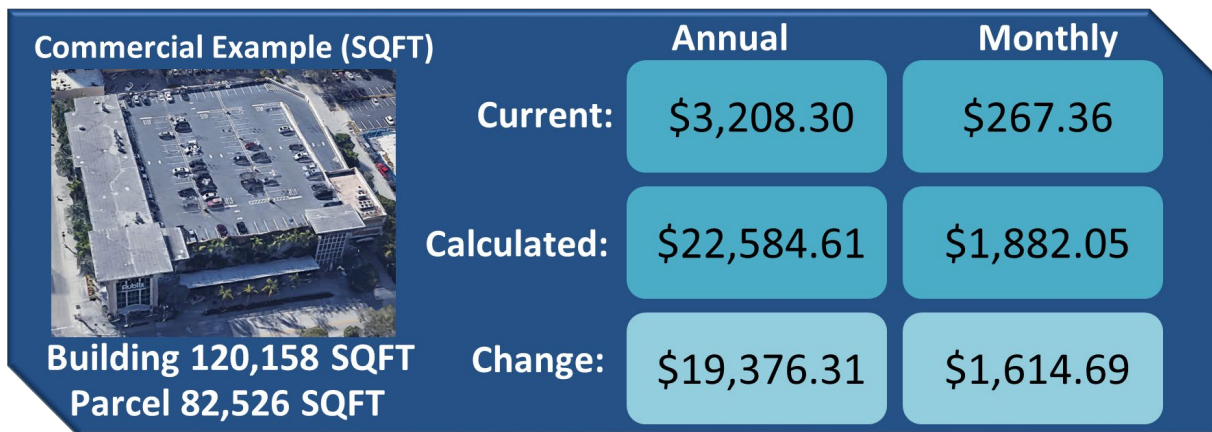 Commercial Example (SQFT)
Annual Monthly
Current: $3,208.30 $267.36
Calculated: $22,584.61 $1,882.05
Change: $19,376.31 $1,614.69
Publix
Building 120,158 SQFT
Parcel 82,526 SQFT